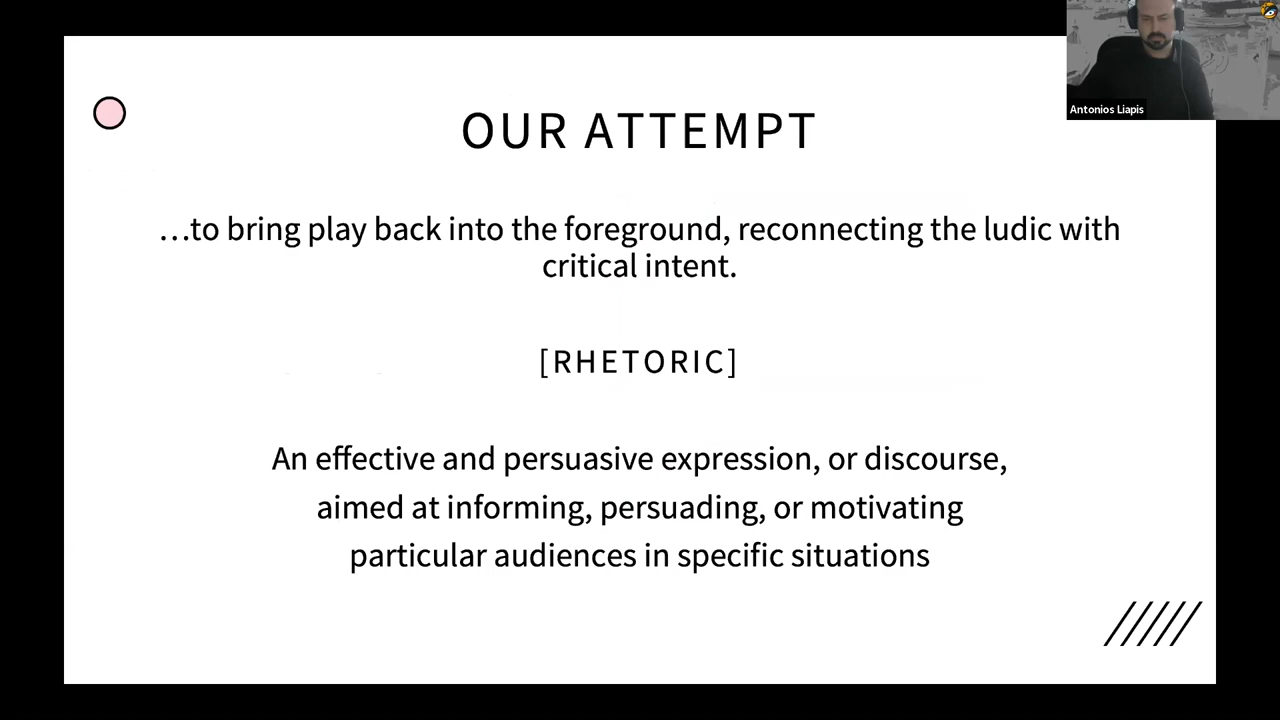 Antonios Liapis
OUR ATTEMPT
…to bring play back into the foreground, reconnecting the ludic with
critical intent.
[RHETORIC]
An effective and persuasive expression, or discourse,
aimed at informing, persuading, or motivating
particular audiences in specific situations